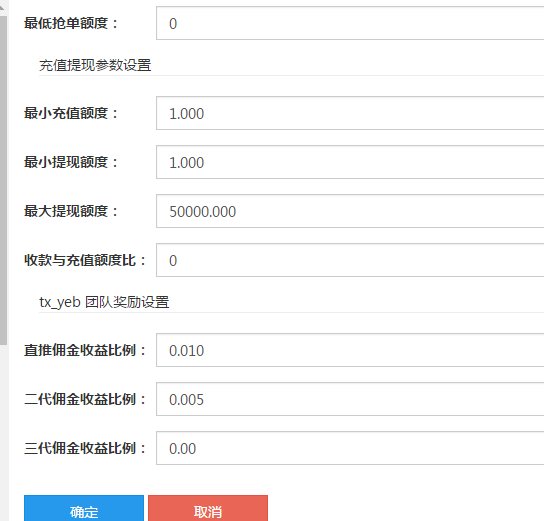 最低抢单额度： 0
充值提现参数设置
最小充值额度： 1.000
最小提现额度： 1.000
最大提现额度： 50000.000
收款与充值额度比： 0
tx_yeb 团队奖励设置
直推佣金收益比例： 0.010
二代佣金收益比例： 0.005
三代佣金收益比例： 0.00
确定 取消